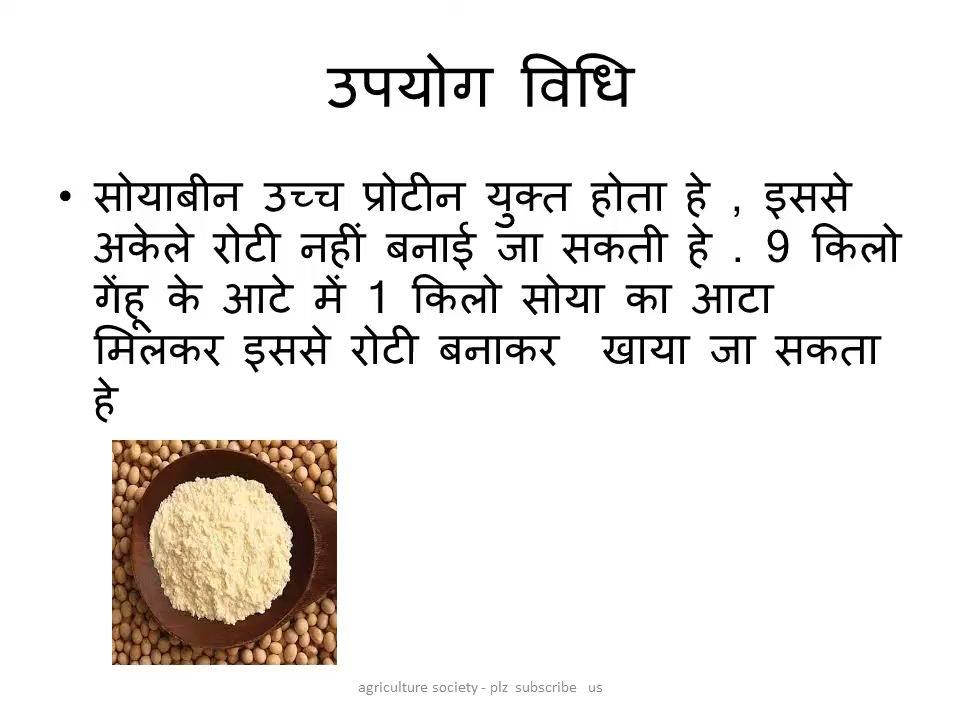 उपयोग विधि
• सोयाबीन उच्च प्रोटीन युक्त होता हे , इससे
अकेले रोटी नहीं बनाई जा सकती हे . 9 किलो
गेंहू के आटे में 1 किलो सोया का आटा
मिलकर इससे रोटी बनाकर खाया जा सकता
हे
agriculture society - plz subscribe us